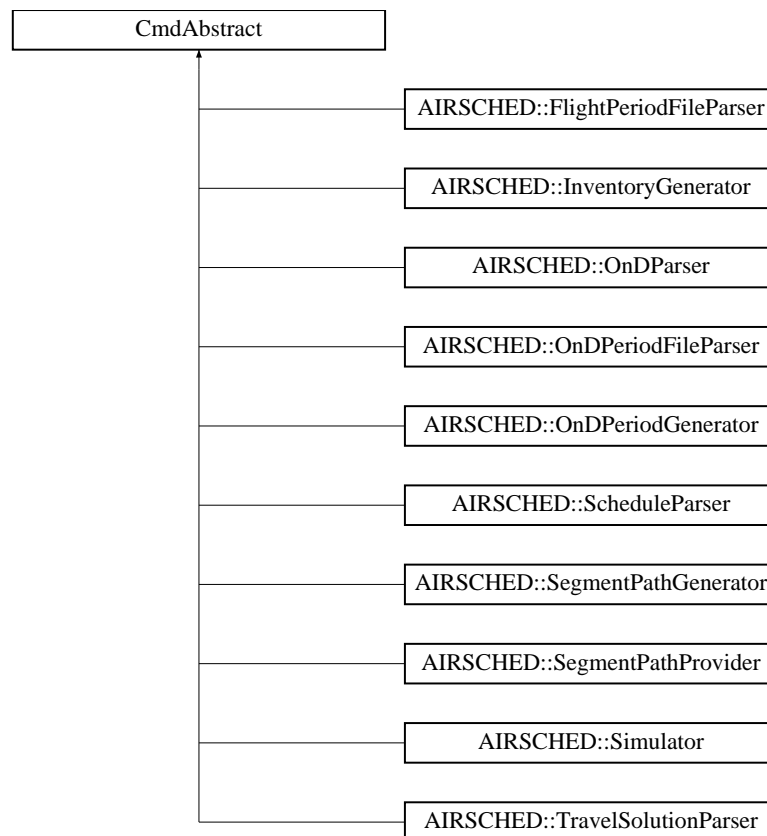 CmdAbstract
AIRSCHED::FlightPeriodFileParser
AIRSCHED::InventoryGenerator
AIRSCHED::OnDParser
AIRSCHED::OnDPeriodFileParser
AIRSCHED::OnDPeriodGenerator
AIRSCHED::ScheduleParser
AIRSCHED::SegmentPathGenerator
AIRSCHED::SegmentPathProvider
AIRSCHED::Simulator
AIRSCHED::TravelSolutionParser